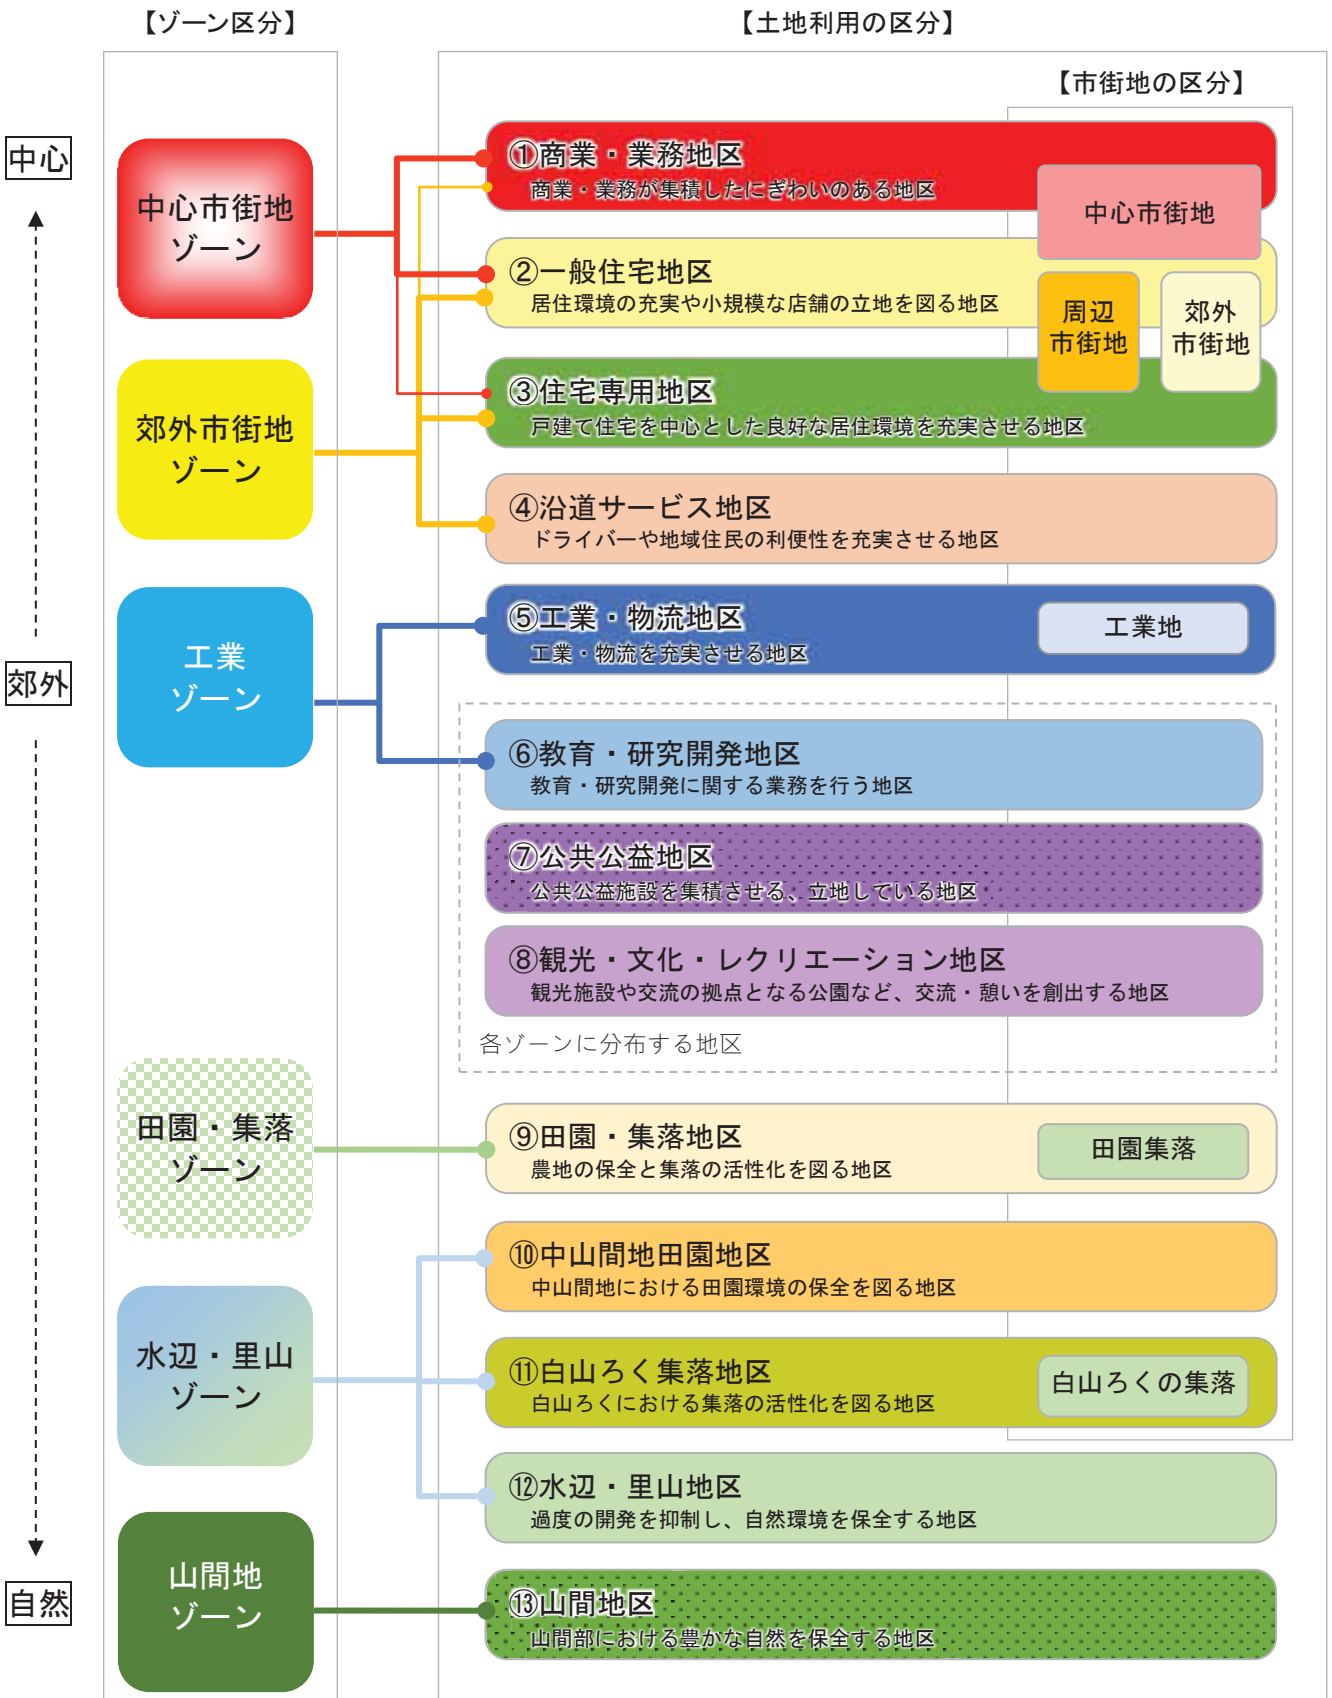 【ゾーン区分】
【土地利用の区分】
【市街地の区分】
中心
郊外
自然
中心市街地
ゾーン
郊外市街地
ゾーン
工業
ゾーン
田園・集落
ゾーン
水辺・里山
ゾーン
山間地
ゾーン
①商業・業務地区
商業・業務が集積したにぎわいのある地区
中心市街地
②一般住宅地区
居住環境の充実や小規模な店舗の立地を図る地区
周辺
市街地
郊外
市街地
③住宅専用地区
戸建て住宅を中心とした良好な居住環境を充実させる地区
④沿道サービス地区
ドライバーや地域住民の利便性を充実させる地区
⑤工業・物流地区
工業・物流を充実させる地区
工業地
⑥教育・研究開発地区
教育・研究開発に関する業務を行う地区
⑦公共公益地区
公共公益施設を集積させる、立地している地区
⑧観光・文化・レクリエーション地区
観光施設や交流の拠点となる公園など、交流・憩いを創出する地区
各ゾーンに分布する地区
⑨田園・集落地区
農地の保全と集落の活性化を図る地区
田園集落
⑩中山間地田園地区
中山間地における田園環境の保全を図る地区
⑪白山ろく集落地区
白山ろくにおける集落の活性化を図る地区
白山ろくの集落
⑫水辺・里山地区
過度の開発を抑制し、自然環境を保全する地区
⑬山間地区
山間部における豊かな自然を保全する地区